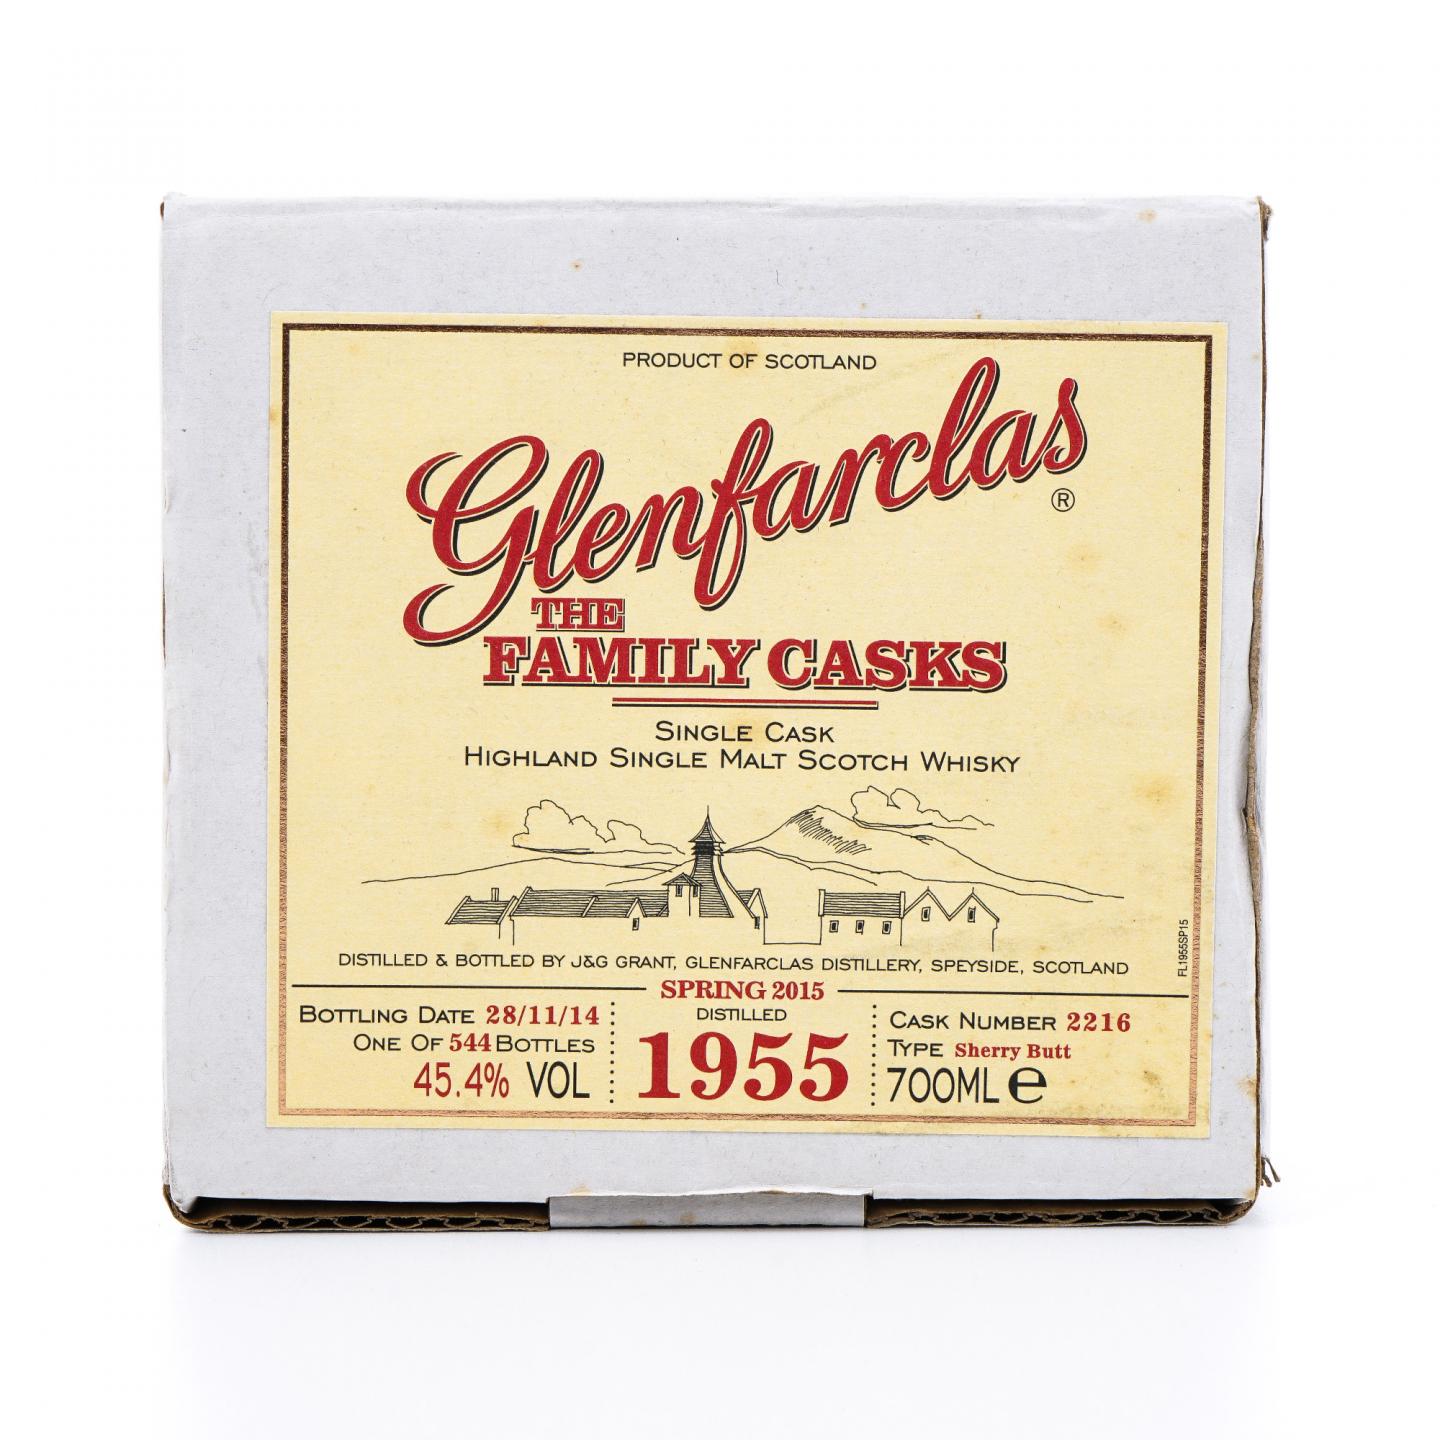 PRODUCT OF SCOTLAND
Glenfarclas®
THE
FAMILY CASKS
SINGLE CASK
HIGHLAND SINGLE MALT SCOTCH WHISKY
DISTILLED & BOTTLED BY J&G GRANT, GLENFARCLAS DISTILLERY, SPEYSIDE, SCOTLAND
FL1955SP15
SPRING 2015
BOTTLING DATE 28/11/14
ONE OF 544 BOTTLES
45.4% VOL
DISTILLED
1955
CASK NUMBER 2216
TYPE Sherry Butt
700ML ℮